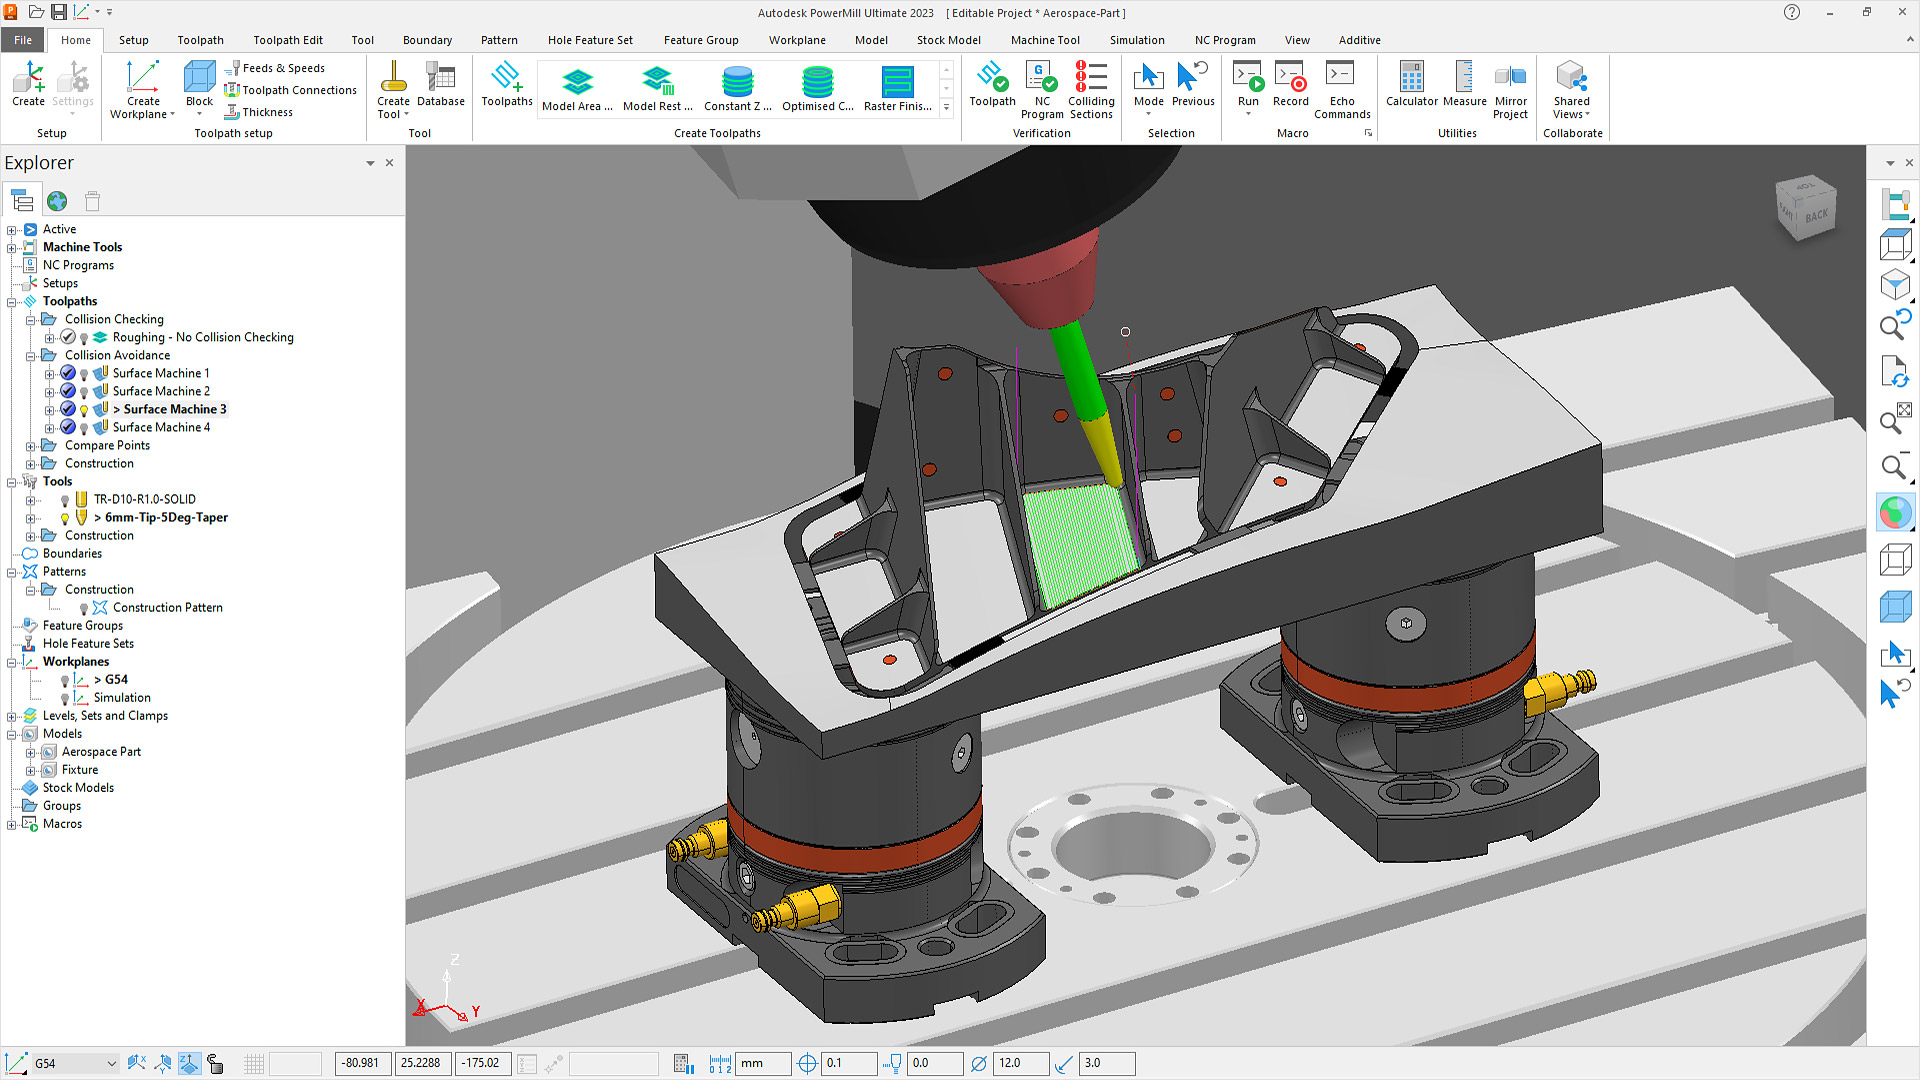 Autodesk PowerMill Ultimate 2023 [ Editable Project * Aerospace-Part ]
File Home Setup Toolpath Toolpath Edit Tool Boundary Pattern Hole Feature Set Feature Group Workplane Model Stock Model Machine Tool Simulation NC Program View Additive
Create Settings
Setup
Create Workplane
Block
Feeds & Speeds
Toolpath Connections
Thickness
Toolpath setup
Create Tool
Database
Tool
Toolpaths
Model Area ... Model Rest ... Constant Z ... Optimised C... Raster Finis...
Create Toolpaths
Toolpath
NC Program
Colliding Sections
Verification
Mode Previous
Selection
Run Record
Echo Commands
Macro
Calculator Measure
Mirror Project
Utilities
Shared Views
Collaborate
Explorer
Active
Machine Tools
NC Programs
Setups
Toolpaths
Collision Checking
Roughing - No Collision Checking
Collision Avoidance
Surface Machine 1
Surface Machine 2
> Surface Machine 3
Surface Machine 4
Compare Points
Construction
Tools
TR-D10-R1.0-SOLID
> 6mm-Tip-5Deg-Taper
Construction
Boundaries
Patterns
Construction
Construction Pattern
Feature Groups
Hole Feature Sets
Workplanes
> G54
Simulation
Levels, Sets and Clamps
Models
Aerospace Part
Fixture
Stock Models
Groups
Macros
TOP
BACK
Z
X
Y
G54 -80.981 25.2288 -175.02 mm 0.1 0.0 12.0 3.0